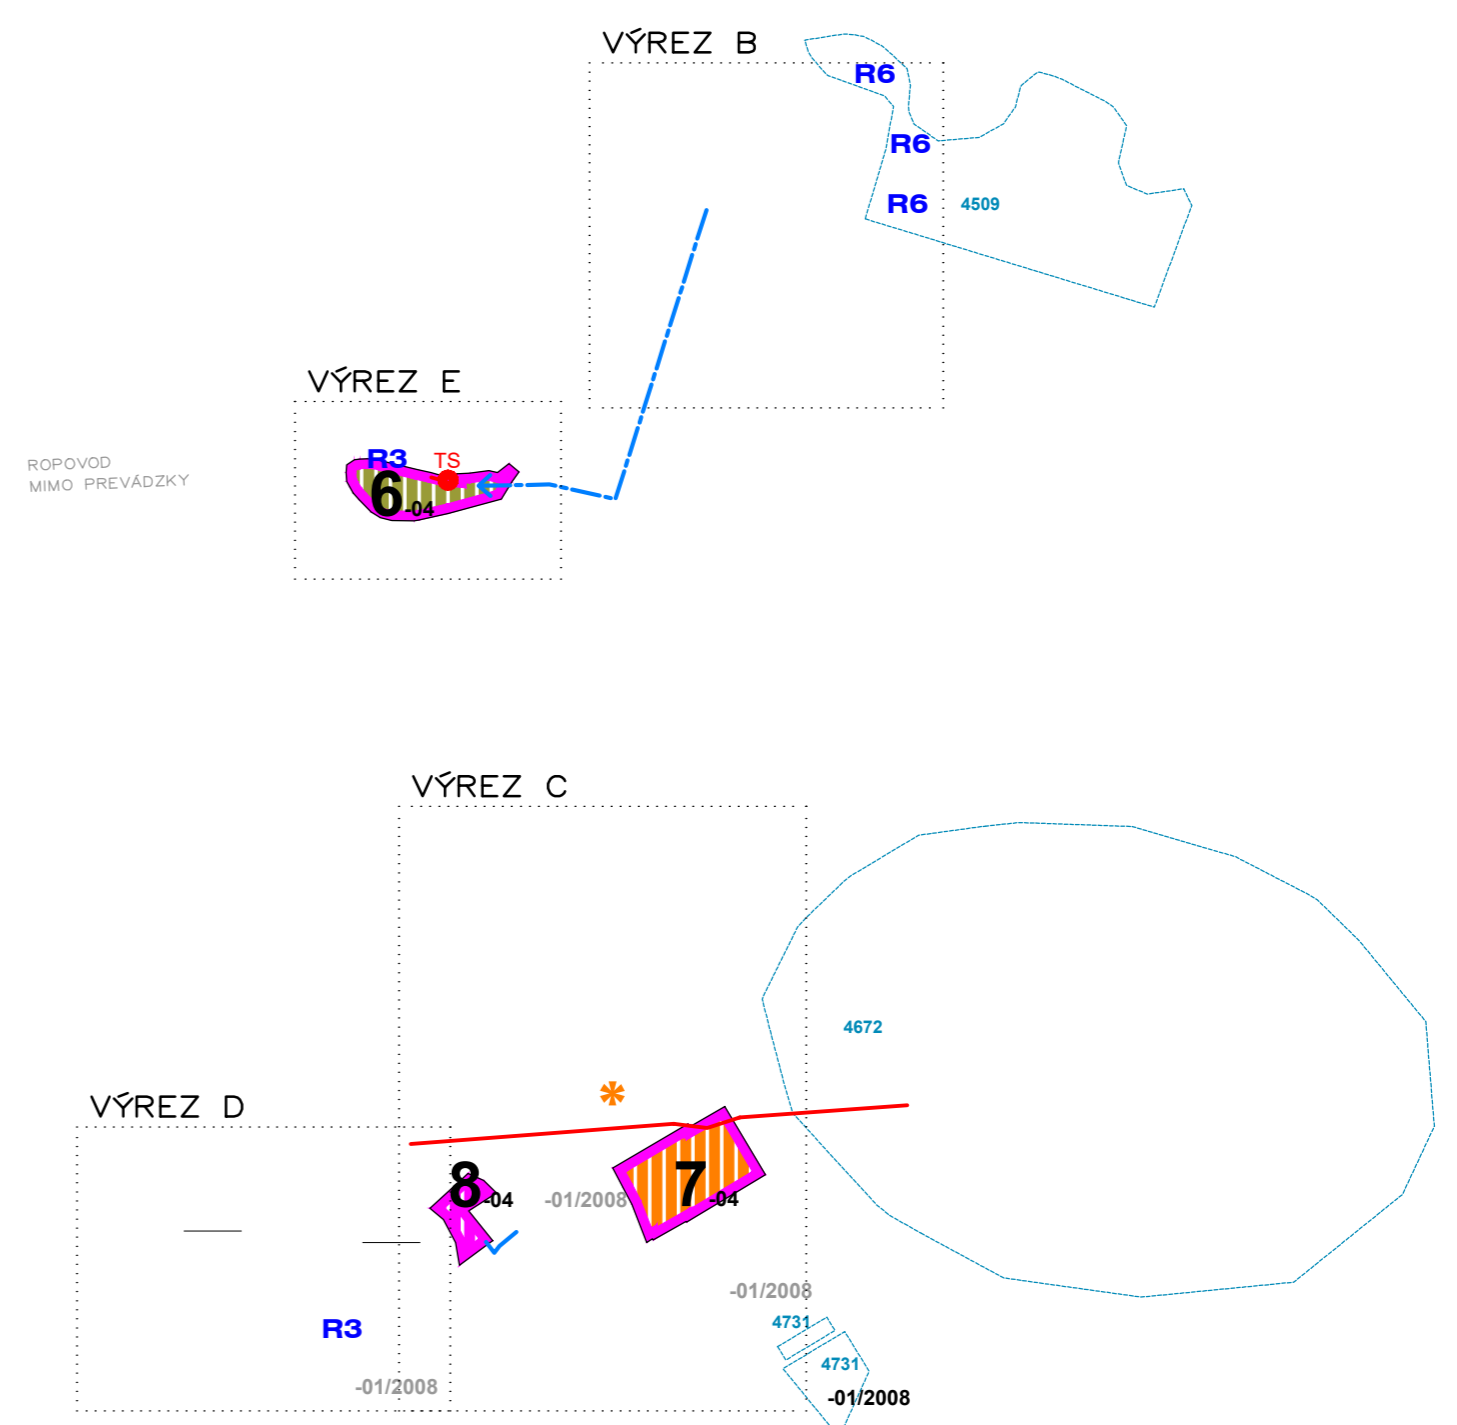 VÝREZ B
R6
R6
R6 4509
VÝREZ E
ROPOVOD
MIMO PREVÁDZKY
R3 TS
6-04
VÝREZ C
4672
*
VÝREZ D
8-04
-01/2008
7-04
-01/2008
4731
R3
4731
-01/2008
-01/2008